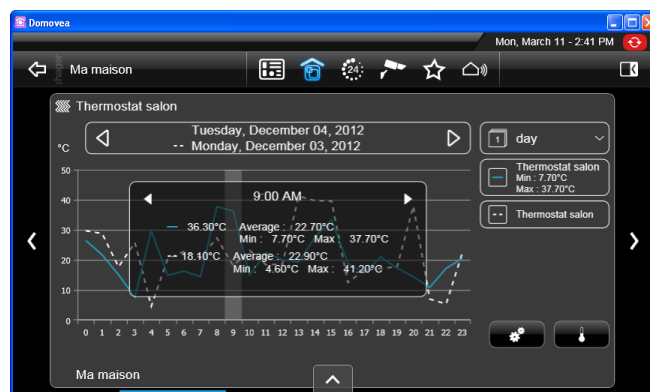 Domovea
Mon, March 11 - 2:41 PM
:hager
Ma maison
24
Thermostat salon
Tuesday, December 04, 2012
-- Monday, December 03, 2012
1 day
°C
Thermostat salon
Min : 7.70°C
Max : 37.70°C
Thermostat salon
50
40
30
20
10
0
9:00 AM
36.30°C Average : 22.70°C
Min : 7.70°C Max : 37.70°C
-- 18.10°C Average : 22.90°C
Min : 4.60°C Max : 41.20°C
0 1 2 3 4 5 6 7 8 9 10 11 12 13 14 15 16 17 18 19 20 21 22 23
Ma maison